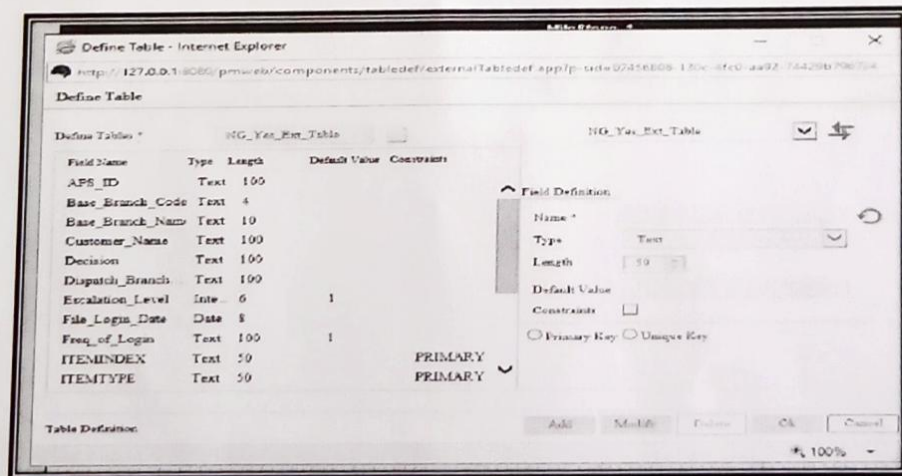 Define Table - Internet Explorer
127.0.0.1:8080/pmweb/components/tabledef/externalTabledef.app?p
Define Table
Define Tables * NG_Yes_Ext_Table
NG_Yes_Ext_Table
Field Name Type Length Default Value Constraints
APS_ID Text 100
Base_Branch_Code Text 4
Base_Branch_Nam Text 10
Customer_Name Text 100
Decision Text 100
Dispatch_Branch Text 100
Escalation_Level Inte... 6 1
File_Login_Date Date 8
Freq_of_Login Text 100 1
ITEMINDEX Text 50 PRIMARY
ITEMTYPE Text 50 PRIMARY
Field Definition
Name *
Type Text
Length 50
Default Value
Constraints
Primary Key Unique Key
Table Definition
Add Modify Delete Ok Cancel
100%